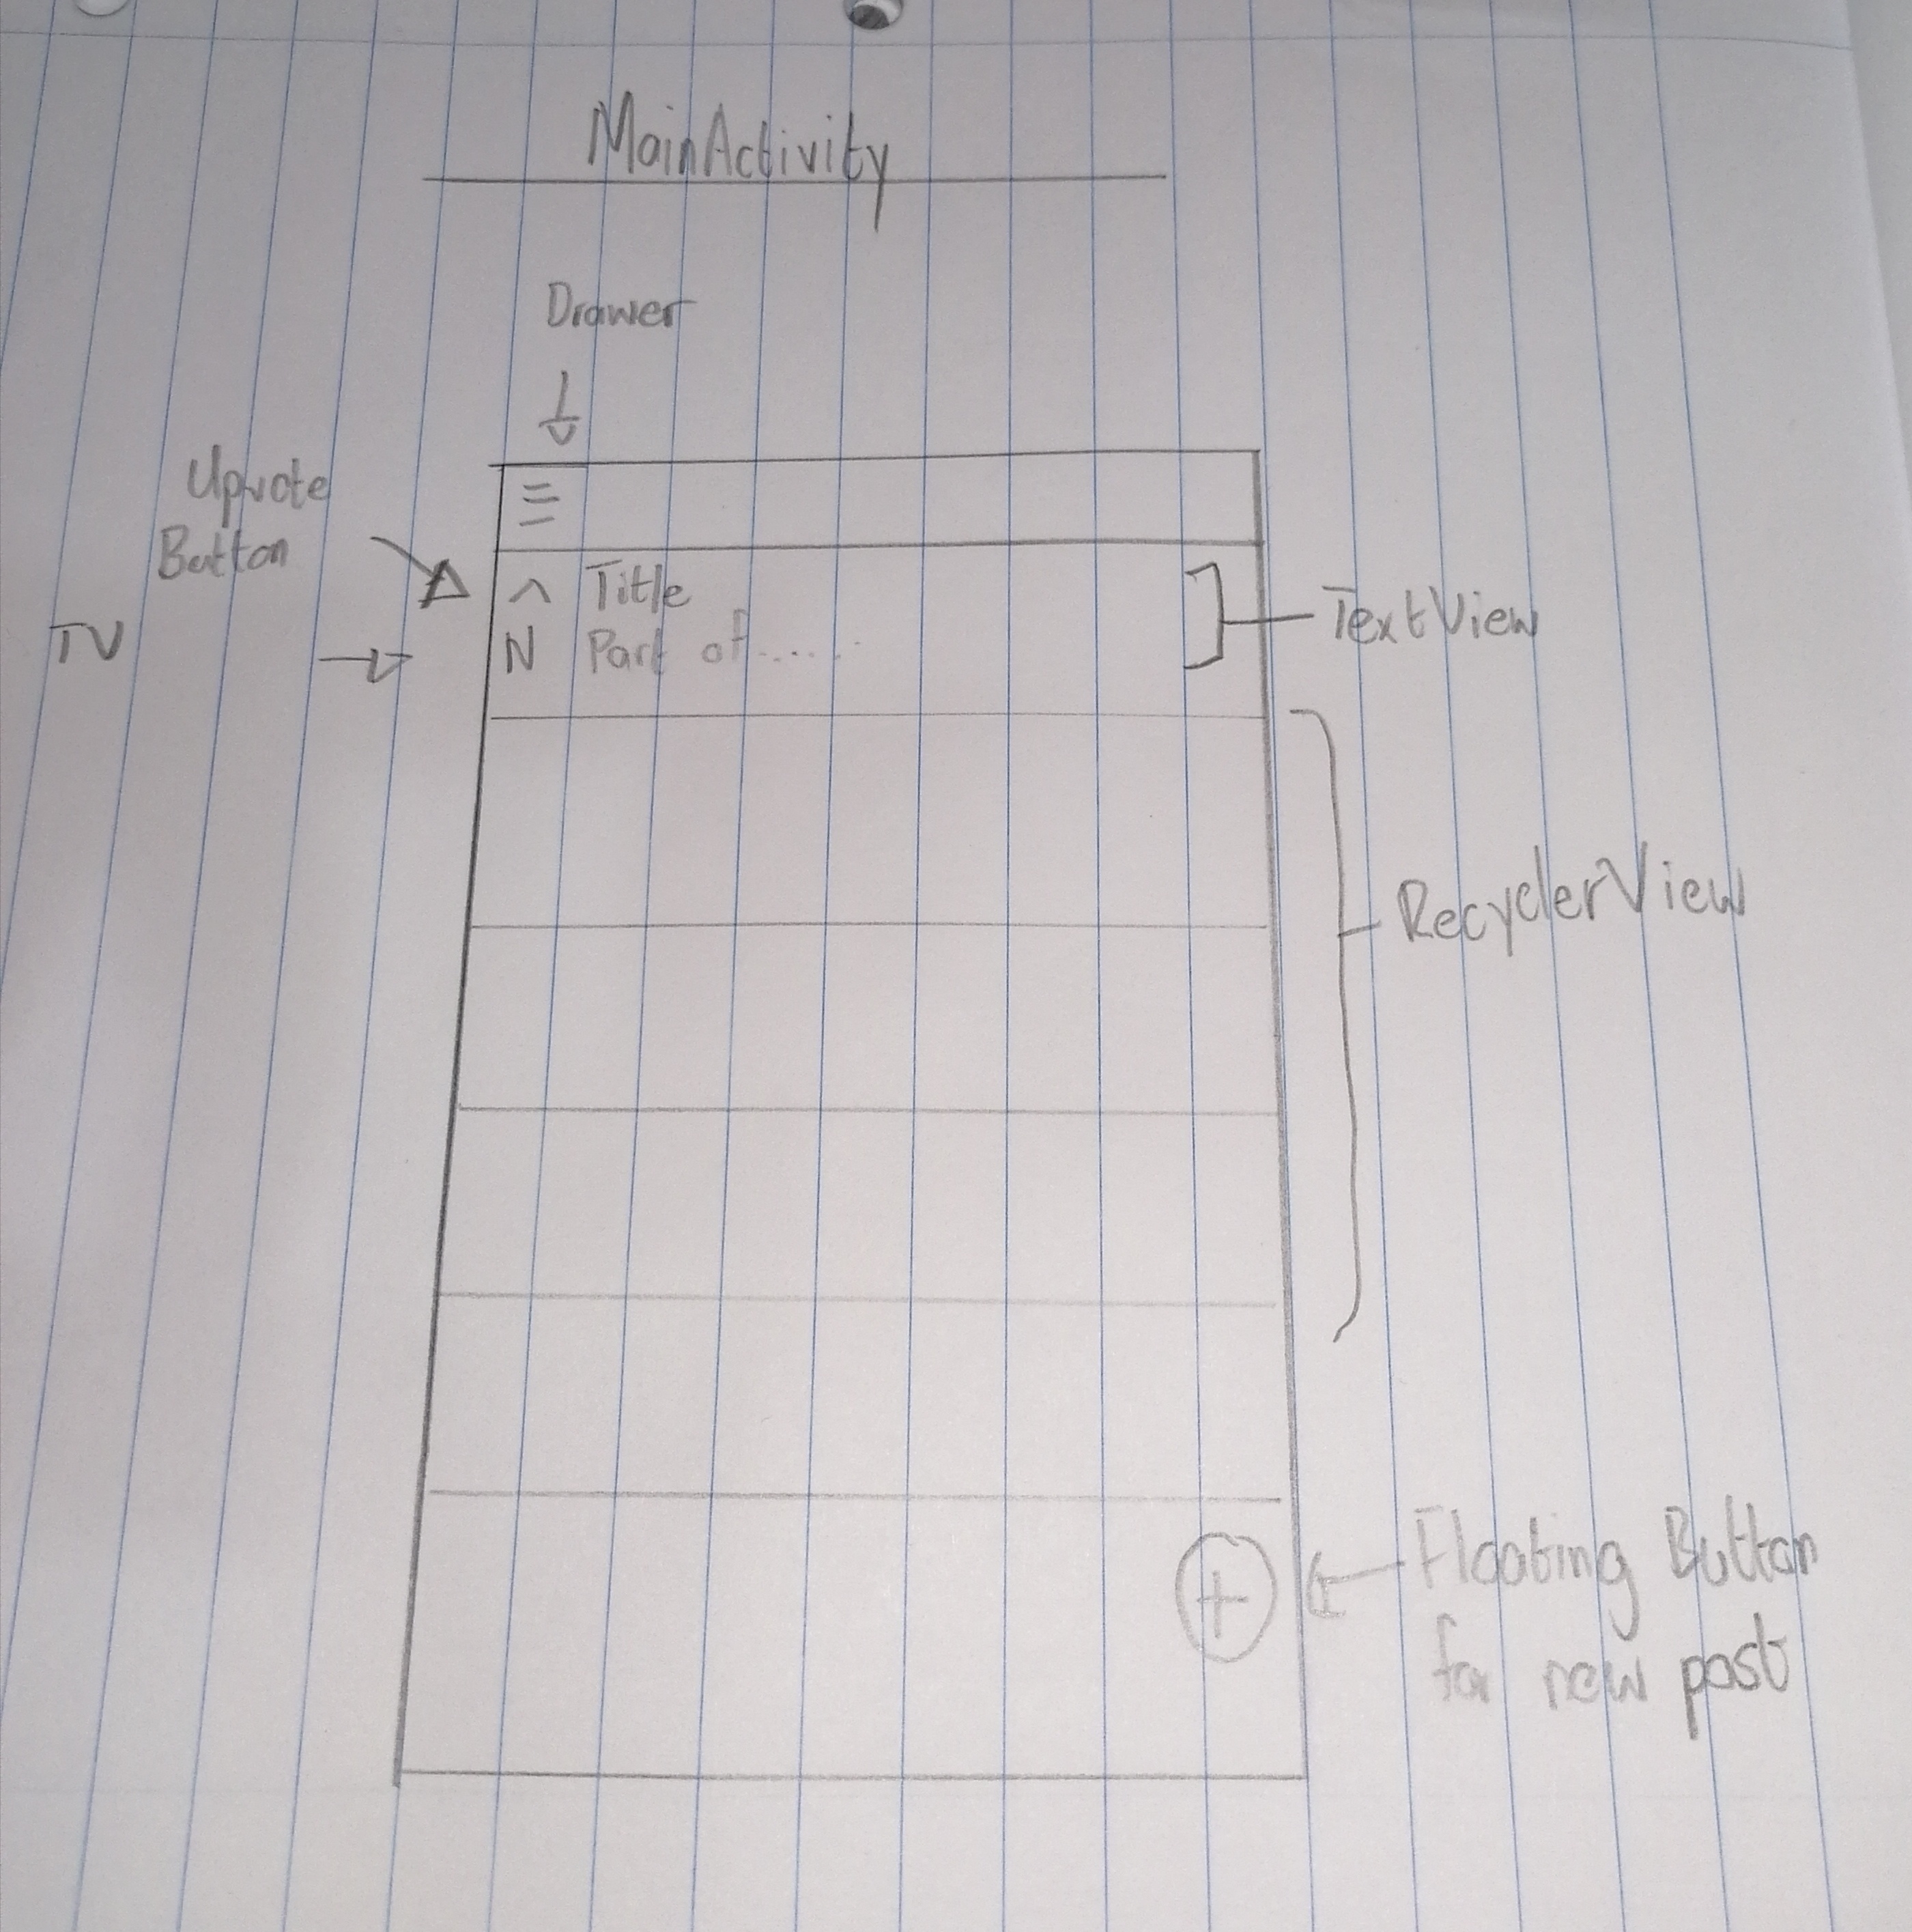 MainActivity
Drawer
Upvote
Button
TV
^ Title
N Part of.....
TextView
RecyclerView
+
Floating Button
for new post